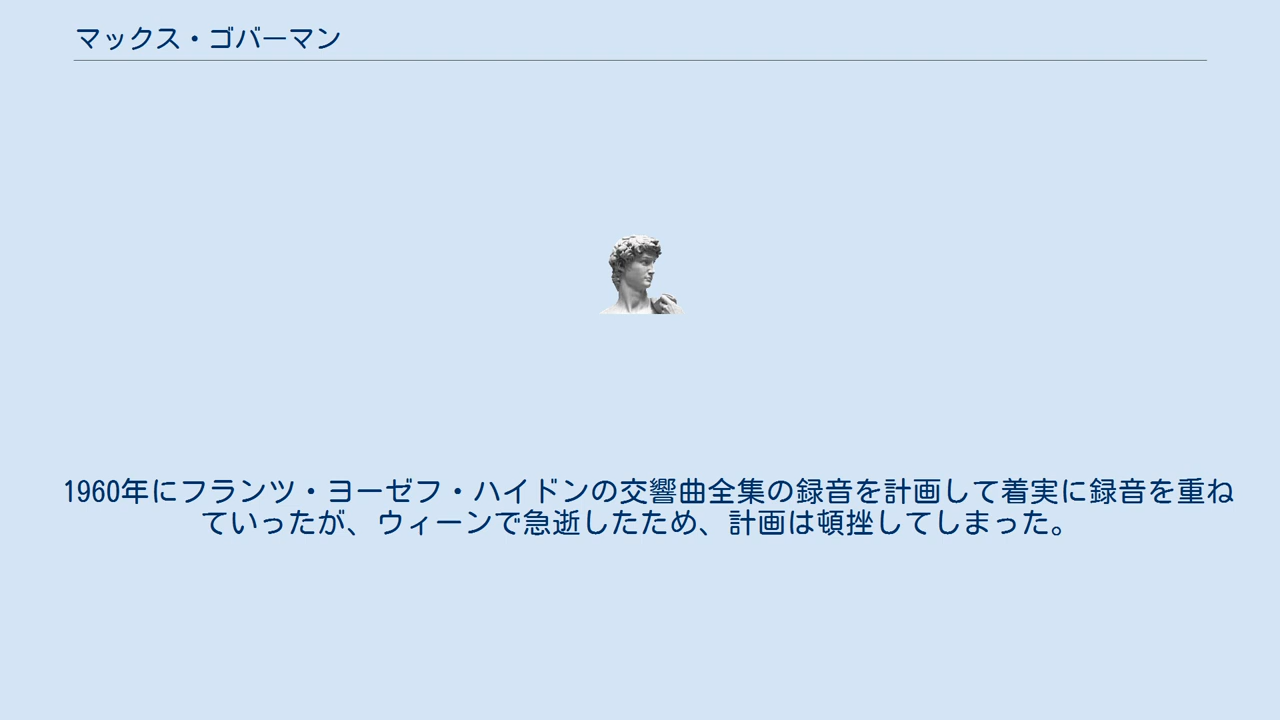 マックス・ゴバーマン
1960年にフランツ・ヨーゼフ・ハイドンの交響曲全集の録音を計画して着実に録音を重ね
ていったが、ウィーンで急逝したため、計画は頓挫してしまった。